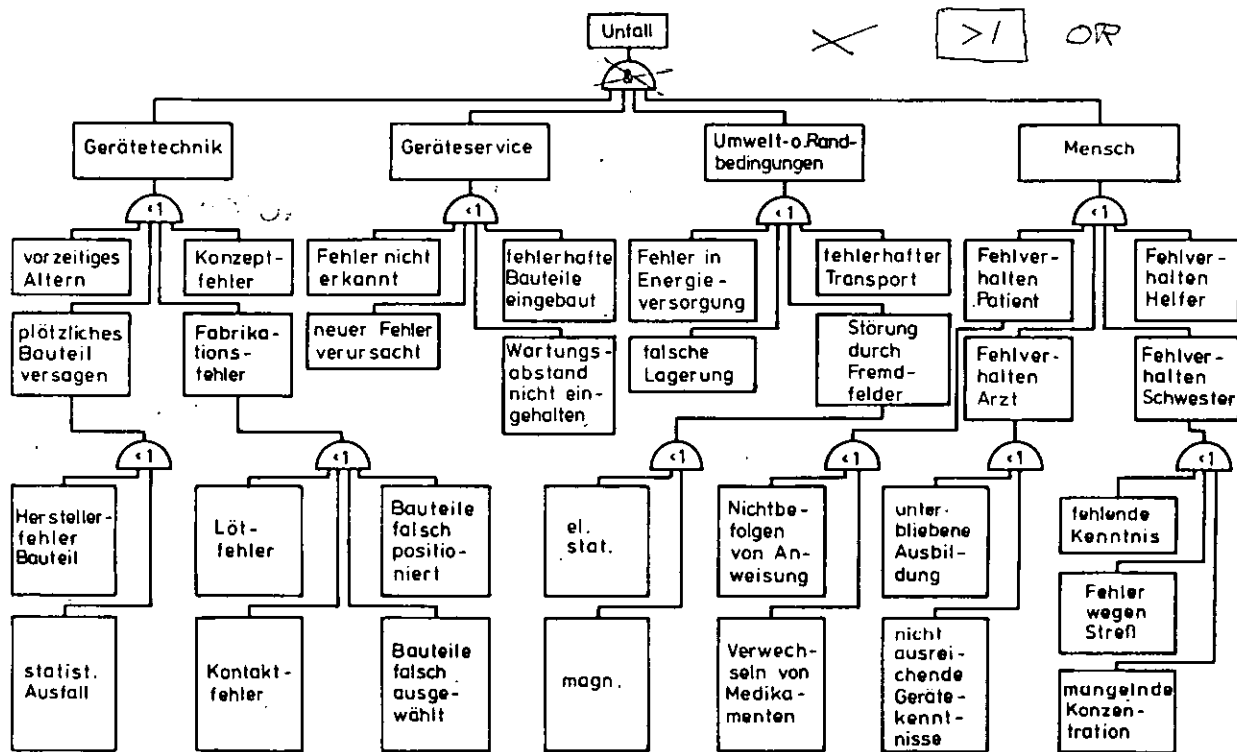 Unfall
>1
OR
&
Gerätetechnik
Geräteservice
Umwelt-o.Rand-
bedingungen
Mensch
<1
<1
<1
<1
vorzeitiges
Altern
Konzept-
fehler
Fehler nicht
erkannt
fehlerhafte
Bauteile
eingebaut
Fehler in
Energie-
versorgung
fehlerhafter
Transport
Fehlver-
halten
Patient
Fehlver-
halten
Helfer
plötzliches
Bauteil
versagen
Fabrika-
tions-
fehler
neuer Fehler
verursacht
Wartungs-
abstand
nicht ein-
gehalten
falsche
Lagerung
Störung
durch
Fremd-
felder
Fehlver-
halten
Arzt
Fehlver-
halten
Schwester
<1
<1
<1
<1
<1
<1
Hersteller-
fehler
Bauteil
Löt-
fehler
Bauteile
falsch
positio-
niert
el.
stat.
Nichtbe-
folgen
von An-
weisung
unter-
bliebene
Ausbil-
dung
fehlende
Kenntnis
Fehler
wegen
Streß
statist.
Ausfall
Kontakt-
fehler
Bauteile
falsch
ausge-
wählt
magn.
Verwech-
seln von
Medika-
menten
nicht
ausrei-
chende
Geräte-
kennt-
nisse
mangelnde
Konzen-
tration